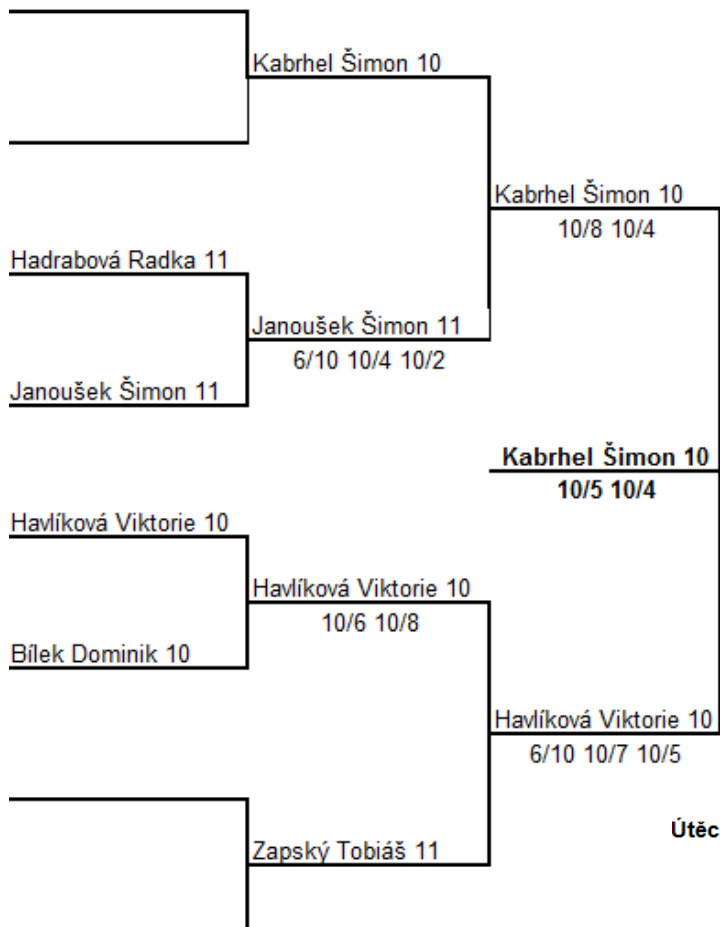 Kabrhel Šimon 10
Kabrhel Šimon 10
10/8 10/4
Hadrabová Radka 11
Janoušek Šimon 11
6/10 10/4 10/2
Janoušek Šimon 11
Kabrhel Šimon 10
10/5 10/4
Havlíková Viktorie 10
Havlíková Viktorie 10
10/6 10/8
Bílek Dominik 10
Havlíková Viktorie 10
6/10 10/7 10/5
Útěc
Zapský Tobiáš 11